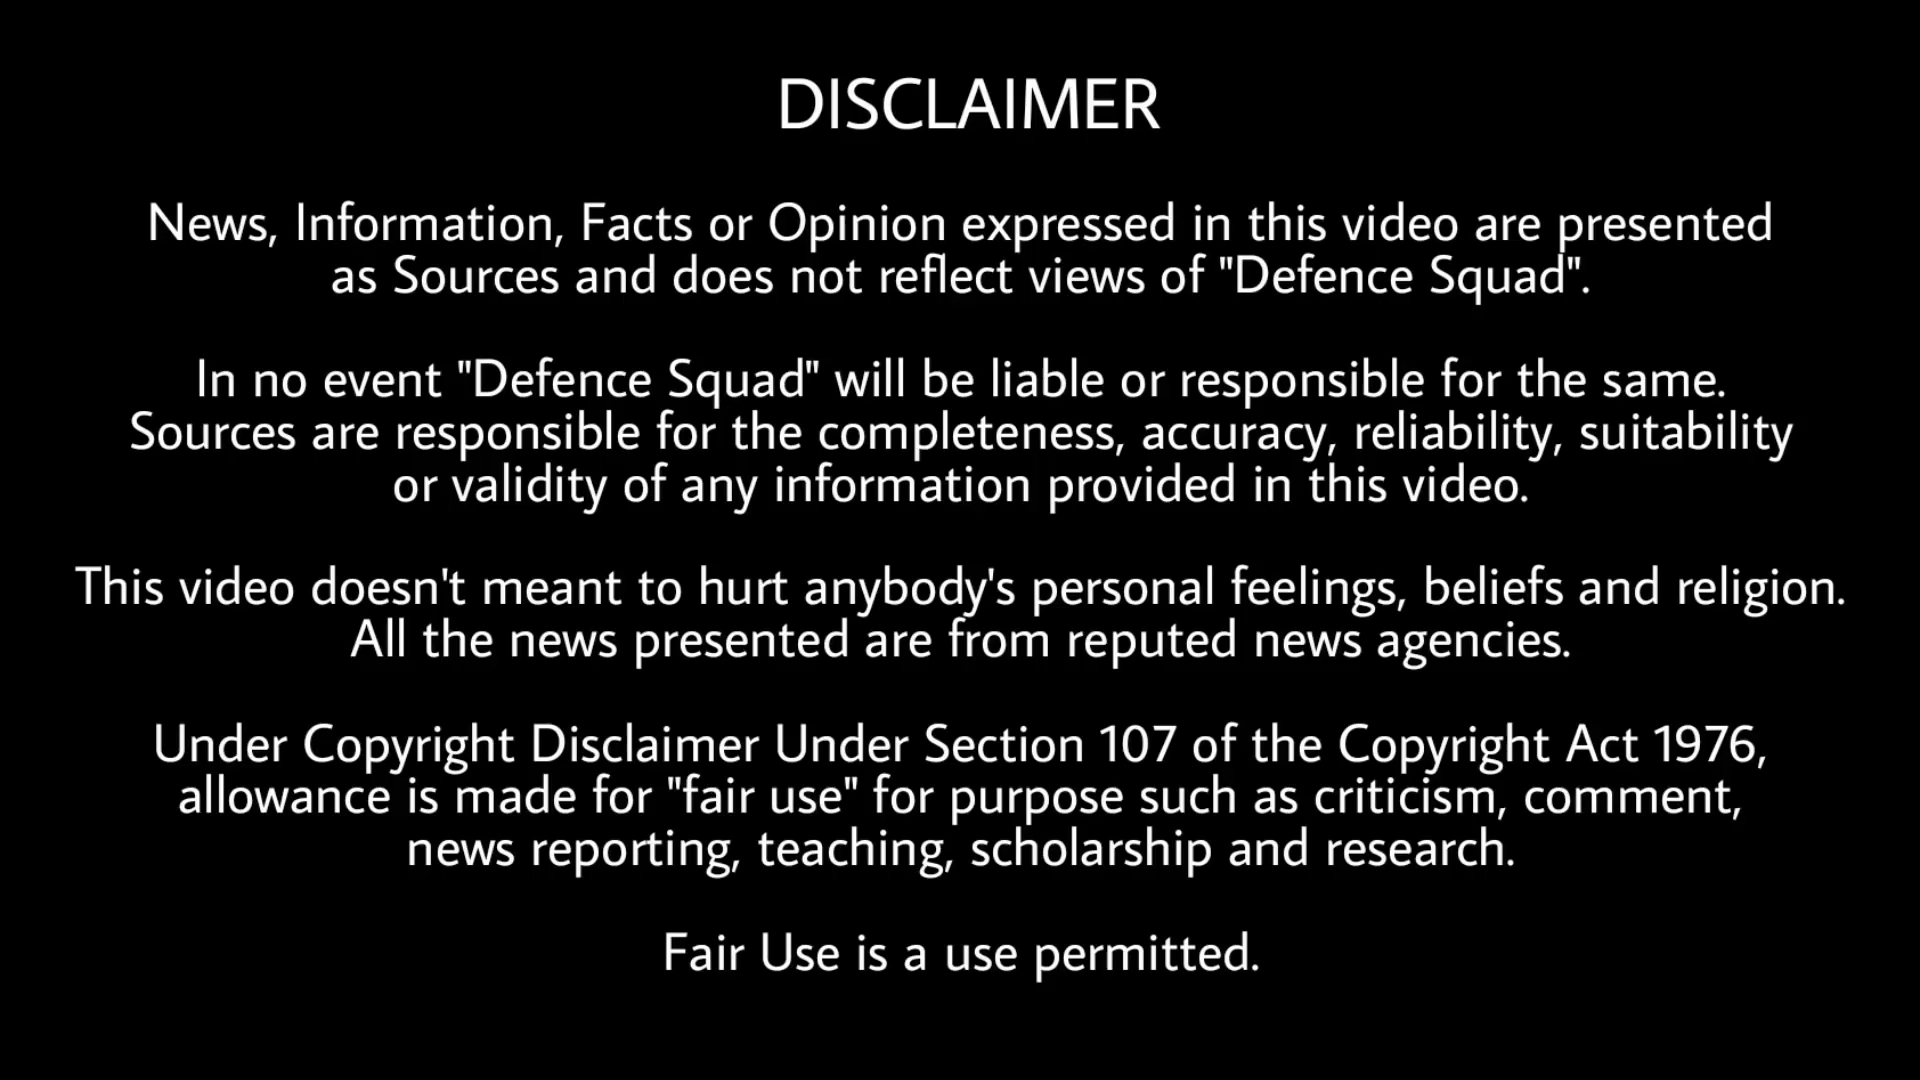 DISCLAIMER
News, Information, Facts or Opinion expressed in this video are presented
as Sources and does not reflect views of "Defence Squad".
In no event "Defence Squad" will be liable or responsible for the same.
Sources are responsible for the completeness, accuracy, reliability, suitability
or validity of any information provided in this video.
This video doesn't meant to hurt anybody's personal feelings, beliefs and religion.
All the news presented are from reputed news agencies.
Under Copyright Disclaimer Under Section 107 of the Copyright Act 1976,
allowance is made for "fair use" for purpose such as criticism, comment,
news reporting, teaching, scholarship and research.
Fair Use is a use permitted.